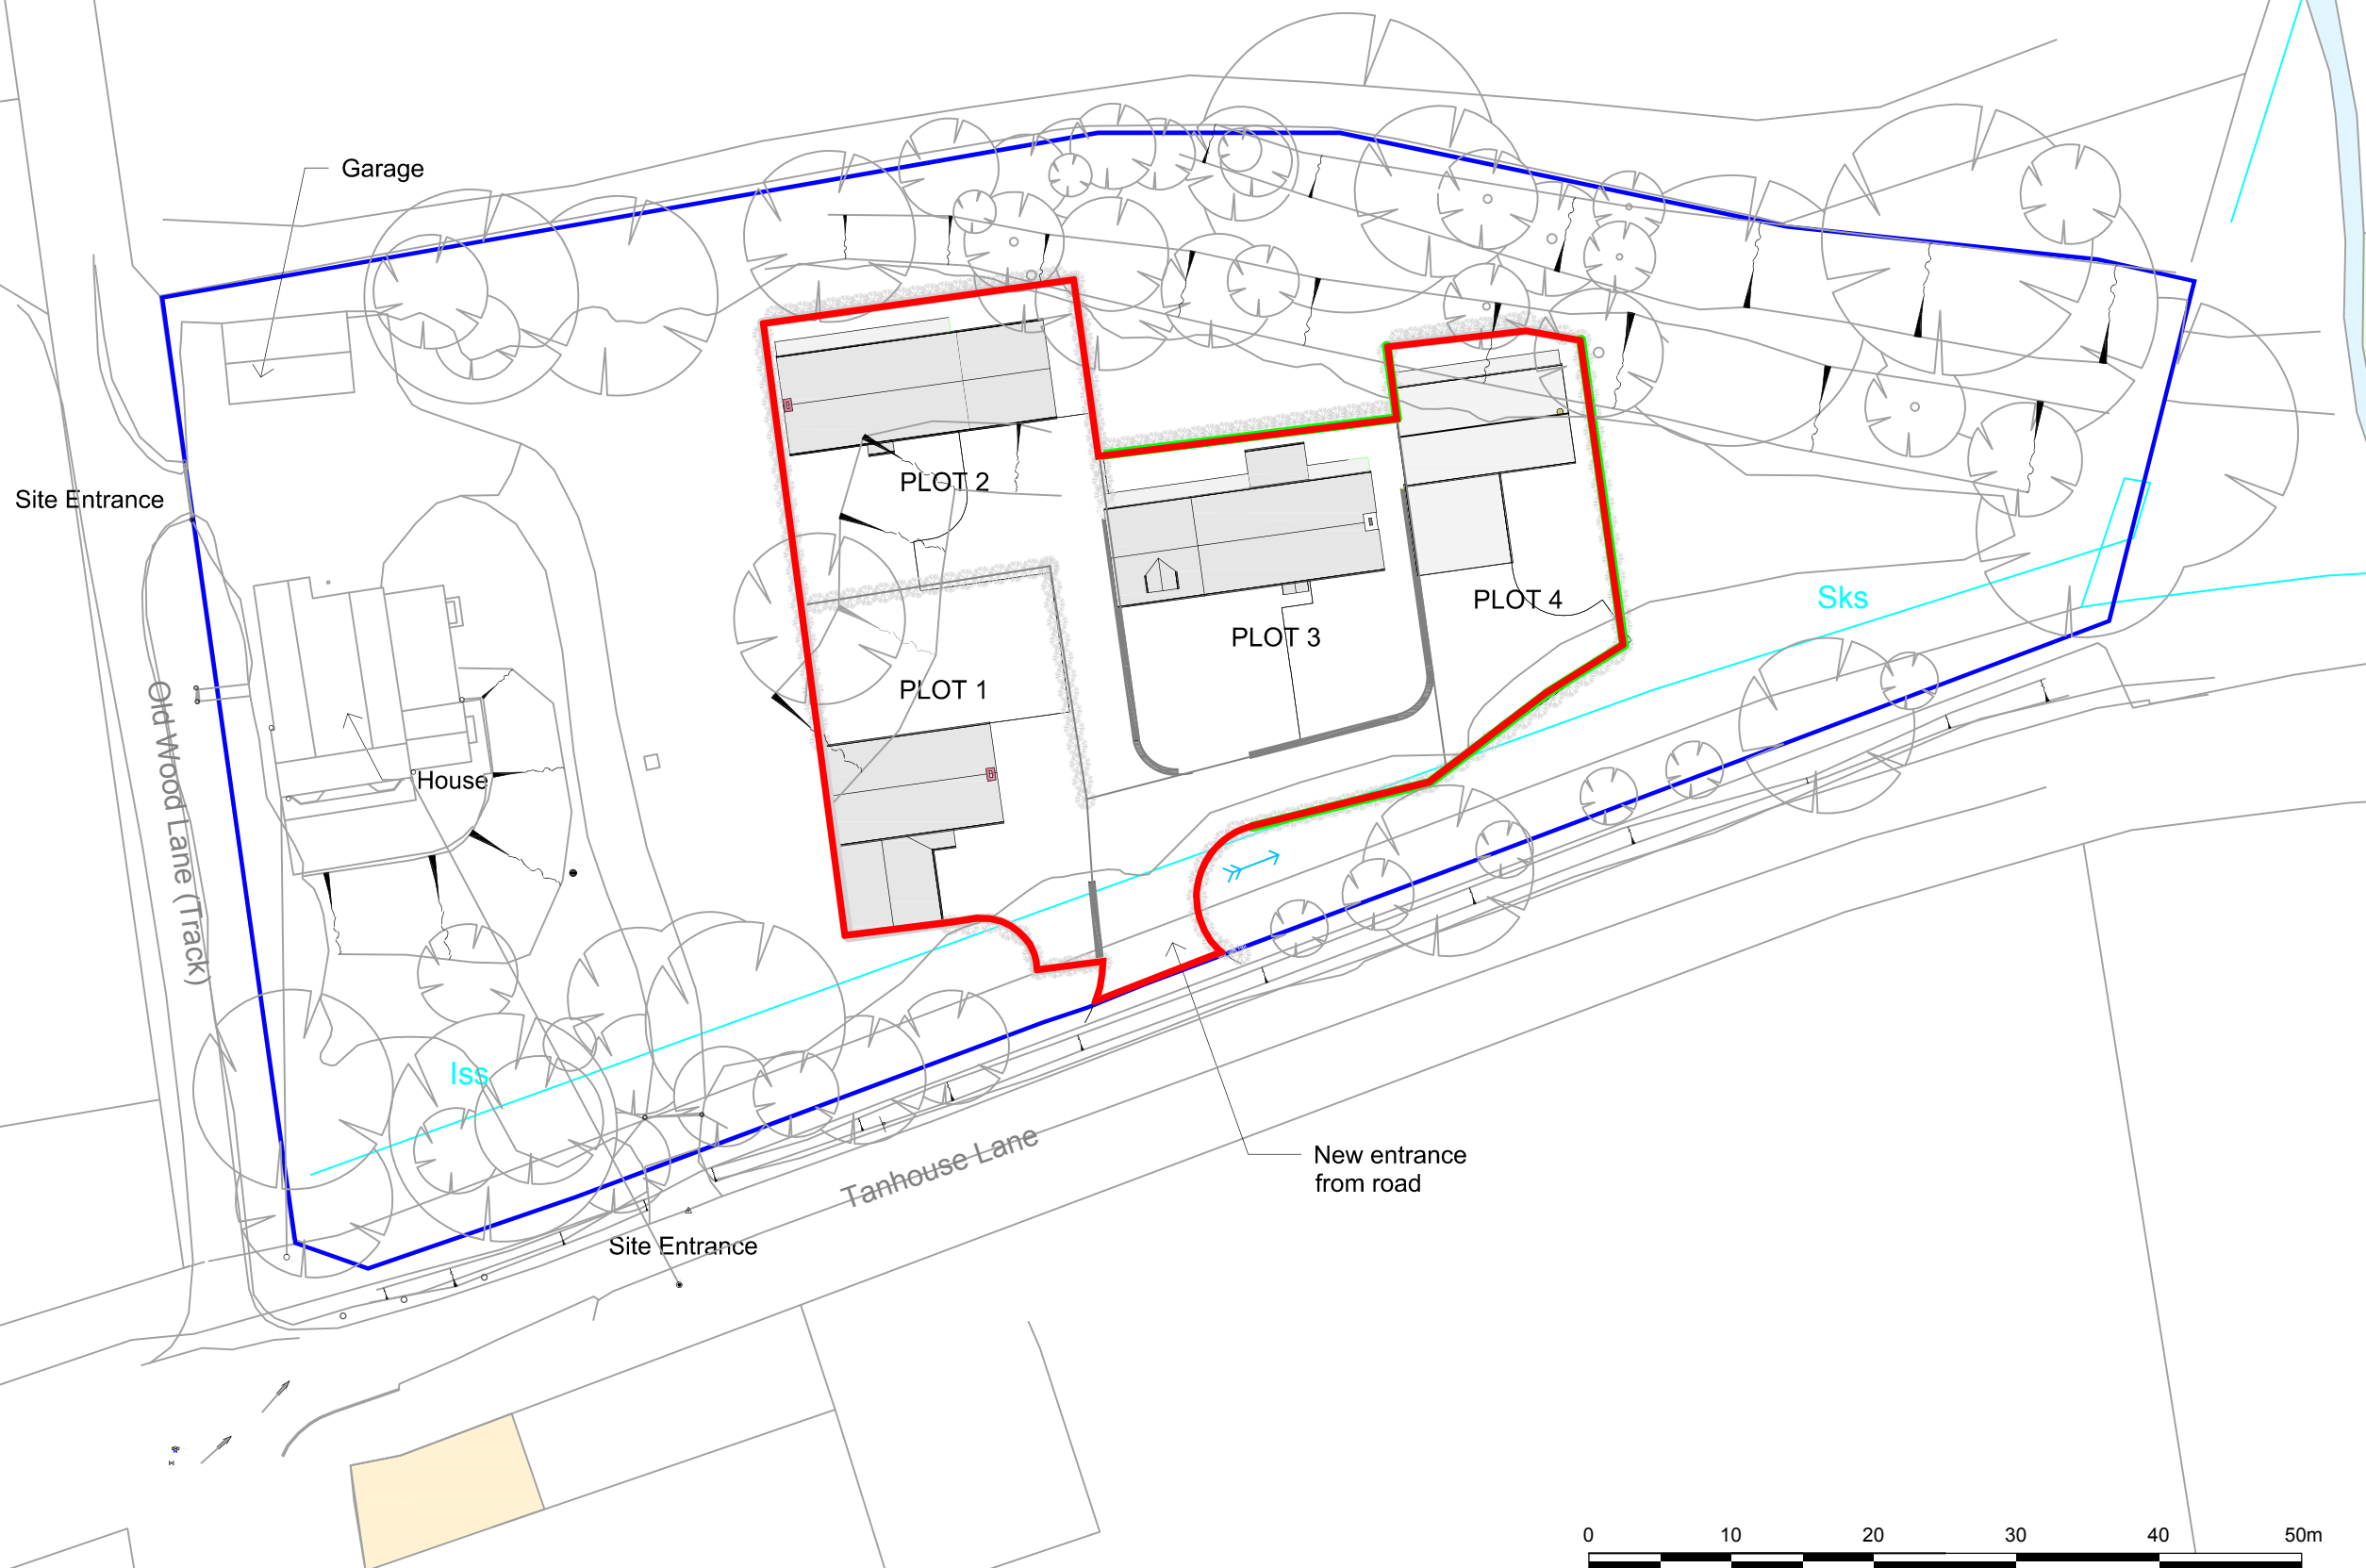 Garage
Site Entrance
PLOT 2
PLOT 4
Sks
PLOT 3
PLOT 1
Old Wood Lane (Track)
House
Iss
Tanhouse Lane
New entrance
from road
Site Entrance
0 10 20 30 40 50m